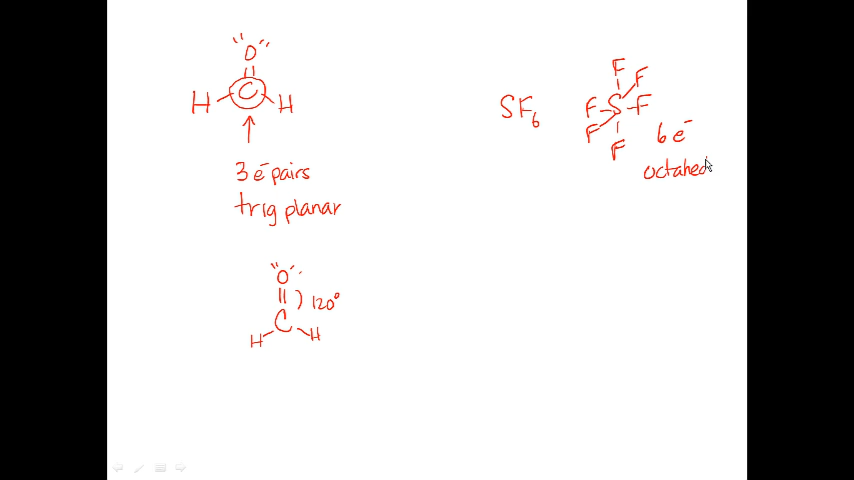 O
H C H
3 e⁻ pairs
trig planar
O
120°
C
H H
SF₆
F
F
F S F
F
F
6 e⁻
octahed